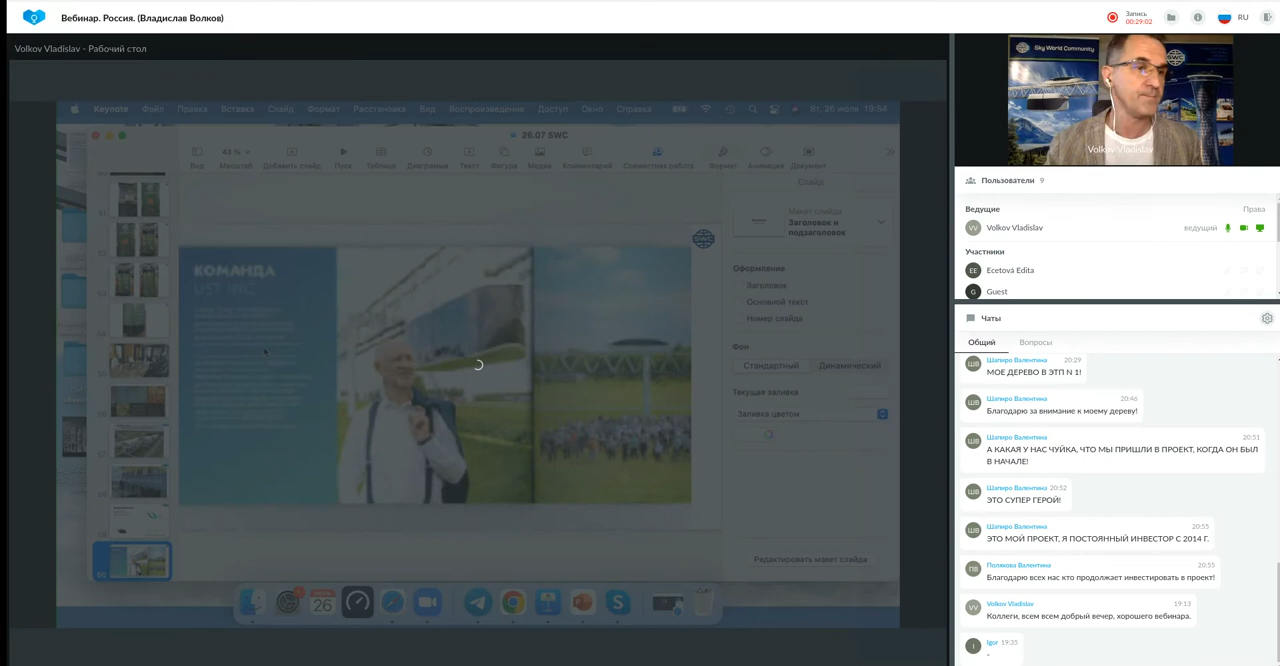 Вебинар. Россия. (Владислав Волков)
Запись
00:29:02
RU
Volkov Vladislav - Рабочий стол
Keynote Файл Правка Вставка Слайд Формат Расстановка Вид Воспроизведение Доступ Окно Справка Вт, 26 июля 19:54
26.07 SWC
43 %
Вид Масштаб Добавить слайд Пуск Таблица Диаграмма Текст Фигура Медиа Комментарий Совместная работа Формат Анимация Документ
Слайд
Макет слайда
Заголовок и
подзаголовок
КОМАНДА
UST INC.
Оформление
Заголовок
Основной текст
Номер слайда
Фон
Стандартный Динамический
Текущая заливка
Заливка цветом
Редактировать макет слайда
26
Sky World Community
SWC
Volkov Vladislav
Пользователи 9
Ведущие Права
VV Volkov Vladislav ведущий
Участники
EE Ecetová Edita
G Guest
Чаты
Общий Вопросы
ШВ Шапиро Валентина 20:29
МОЕ ДЕРЕВО В ЭТП N 1!
ШВ Шапиро Валентина 20:46
Благодарю за внимание к моему дереву!
ШВ Шапиро Валентина 20:51
А КАКАЯ У НАС ЧУЙКА, ЧТО МЫ ПРИШЛИ В ПРОЕКТ, КОГДА ОН БЫЛ
В НАЧАЛЕ!
ШВ Шапиро Валентина 20:52
ЭТО СУПЕР ГЕРОЙ!
ШВ Шапиро Валентина 20:55
ЭТО МОЙ ПРОЕКТ, Я ПОСТОЯННЫЙ ИНВЕСТОР С 2014 Г.
ПВ Полякова Валентина 20:55
Благодарю всех нас кто продолжает инвестировать в проект!
VV Volkov Vladislav 19:13
Коллеги, всем всем добрый вечер, хорошего вебинара.
I Igor 19:35
-